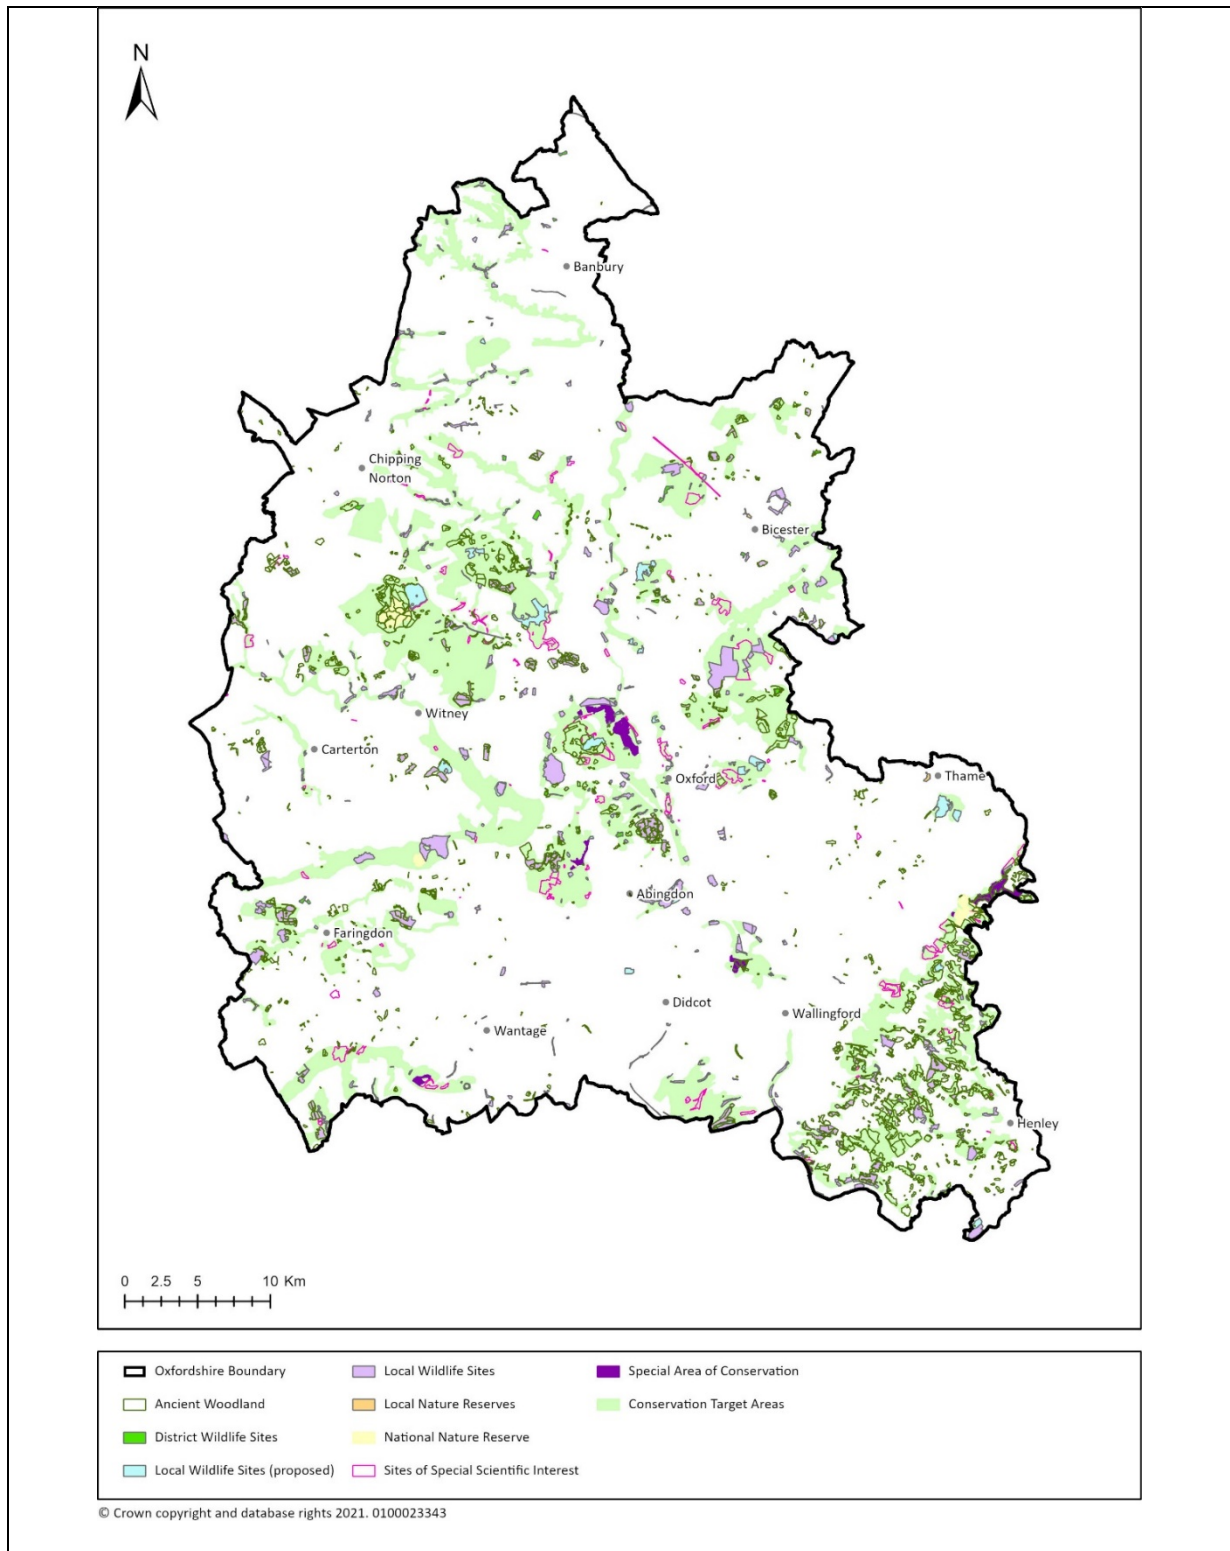 N
Banbury
Chipping
Norton
Bicester
Witney
Carterton
Oxford
Thame
Abingdon
Faringdon
Didcot
Wallingford
Wantage
Henley
0 2.5 5 10 Km
Oxfordshire Boundary
Local Wildlife Sites
Special Area of Conservation
Ancient Woodland
Local Nature Reserves
Conservation Target Areas
District Wildlife Sites
National Nature Reserve
Local Wildlife Sites (proposed)
Sites of Special Scientific Interest
© Crown copyright and database rights 2021. 0100023343